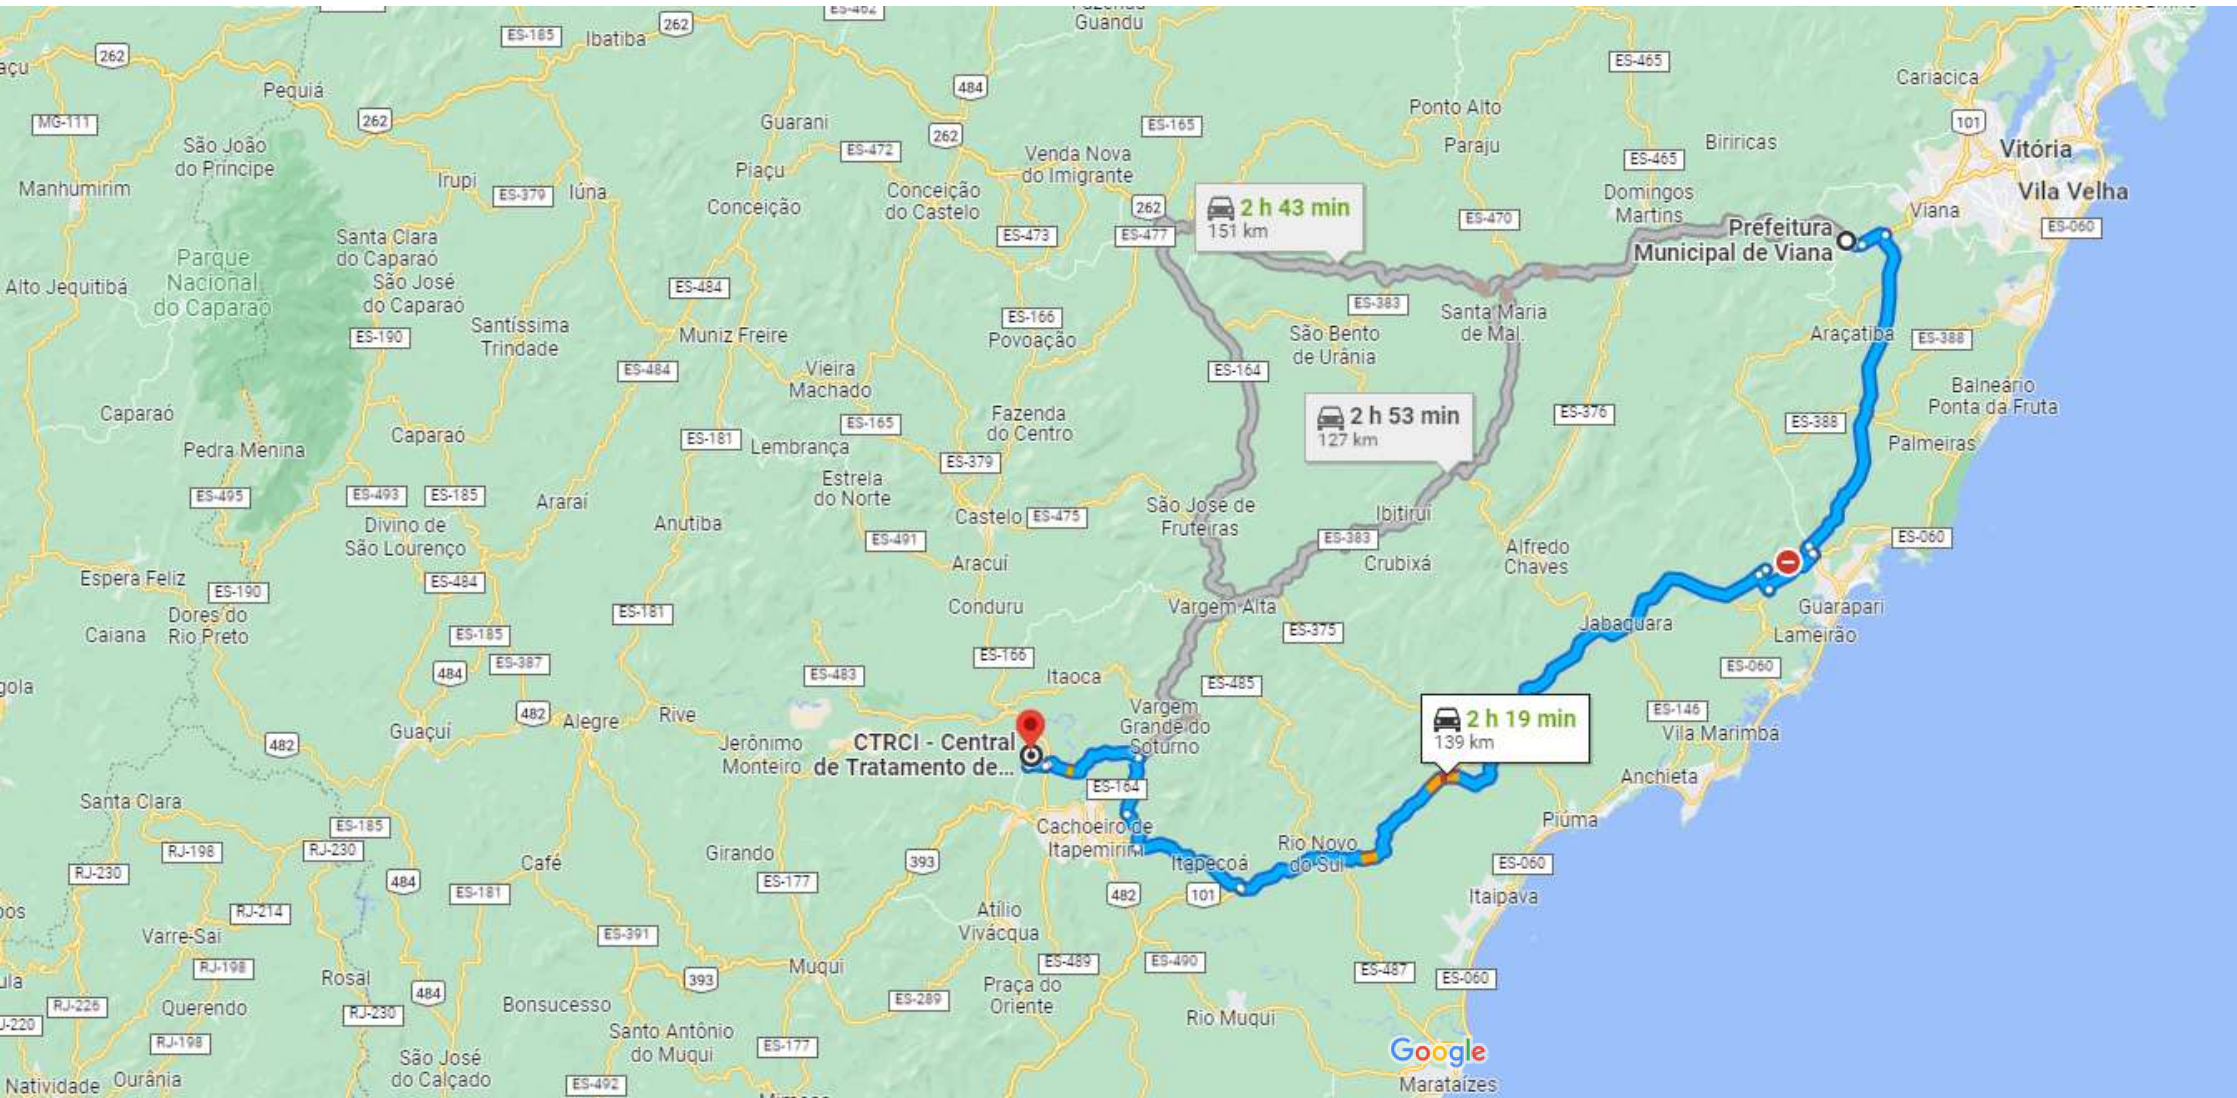 ES-462
Guandu
ES-185
Ibatiba
262
262
Pequiá
484
ES-465
Cariacica
MG-111
262
Guarani
262
ES-165
Ponto Alto
101
São João
do Príncipe
ES-472
Venda Nova
do Imigrante
Paraju
ES-465
Biriricas
Vitória
Manhumirim
Irupi
ES-379
Iúna
Piaçu
Conceição
Conceição
do Castelo
262
2 h 43 min
151 km
ES-470
Domingos
Martins
Viana
Vila Velha
ES-060
Santa Clara
do Caparaó
ES-473
ES-477
Prefeitura
Municipal de Viana
Parque
Nacional
do Caparaó
São José
do Caparaó
Alto Jequitibá
ES-484
ES-383
Santa Maria
de Mal.
ES-190
Santíssima
Trindade
Muniz Freire
ES-166
Povoação
São Bento
de Urânia
Araçatiba
ES-388
ES-484
Vieira
Machado
ES-164
Caparaó
Caparaó
ES-165
Fazenda
do Centro
2 h 53 min
127 km
ES-376
ES-388
Balneário
Ponta da Fruta
Pedra Menina
ES-181
Lembrança
ES-379
Palmeiras
ES-495
ES-493
ES-185
Araraí
Estrela
do Norte
Divino de
São Lourenço
Anutiba
Castelo
ES-475
São José de
Fruteiras
Ibitiruí
ES-491
ES-383
Crubixá
Alfredo
Chaves
ES-060
Espera Feliz
ES-190
ES-484
Aracuí
Dores do
Rio Preto
Caiana
ES-181
Conduru
Vargem Alta
Guarapari
ES-185
ES-375
Jabaquara
Lameirão
484
ES-387
ES-166
ES-483
Itaoca
ES-485
ES-060
482
Guaçuí
482
Alegre
Rive
Vargem
Grande do
Soturno
2 h 19 min
139 km
ES-146
Vila Marimbá
Jerônimo
Monteiro
CTRCI - Central
de Tratamento de...
ES-164
Anchieta
Santa Clara
ES-185
Cachoeiro de
Itapemirim
Piúma
RJ-198
RJ-230
Café
Girando
393
Itapecoá
Rio Novo
do Sul
ES-060
RJ-230
484
ES-181
ES-177
482
101
Itaipava
RJ-214
Varre-Sai
ES-391
Atílio
Vivácqua
RJ-198
Rosal
393
Muqui
ES-489
ES-490
ES-487
ES-060
RJ-226
Querendo
484
RJ-230
Bonsucesso
ES-289
Praça do
Oriente
Rio Muqui
RJ-198
Santo Antônio
do Muqui
ES-177
Google
Natividade
Ourânia
São José
do Calçado
ES-492
Marataízes